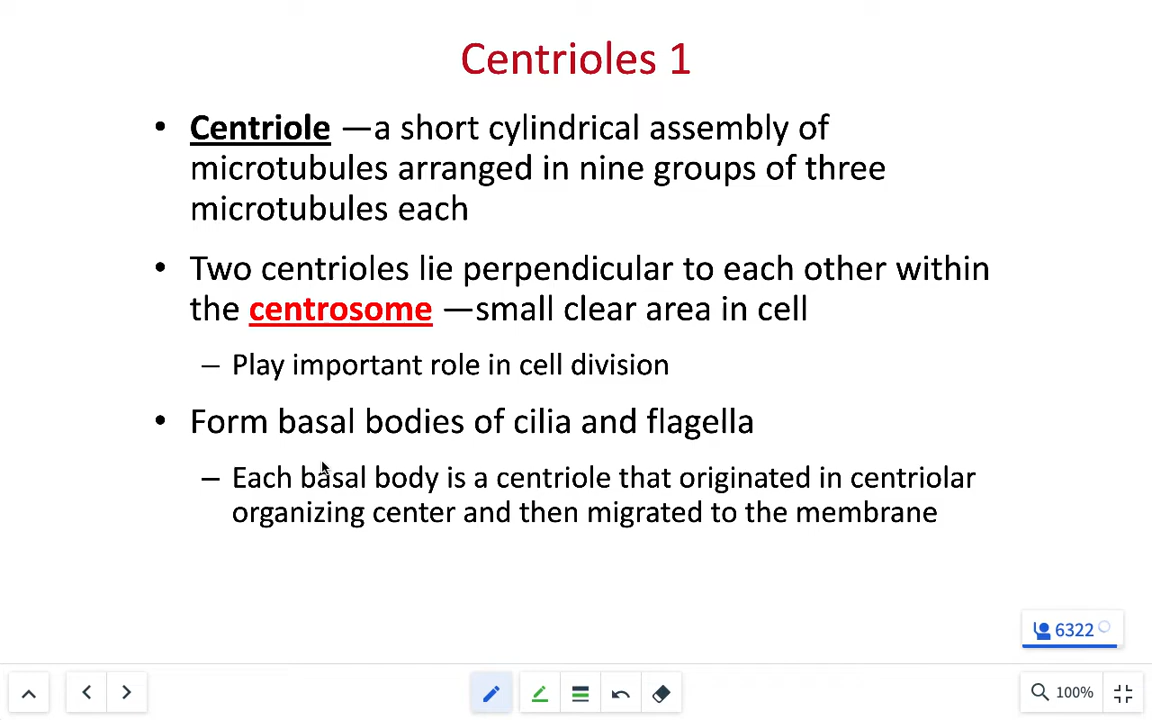 Centrioles 1
• Centriole —a short cylindrical assembly of
microtubules arranged in nine groups of three
microtubules each
• Two centrioles lie perpendicular to each other within
the centrosome —small clear area in cell
– Play important role in cell division
• Form basal bodies of cilia and flagella
– Each basal body is a centriole that originated in centriolar
organizing center and then migrated to the membrane
6322
100%